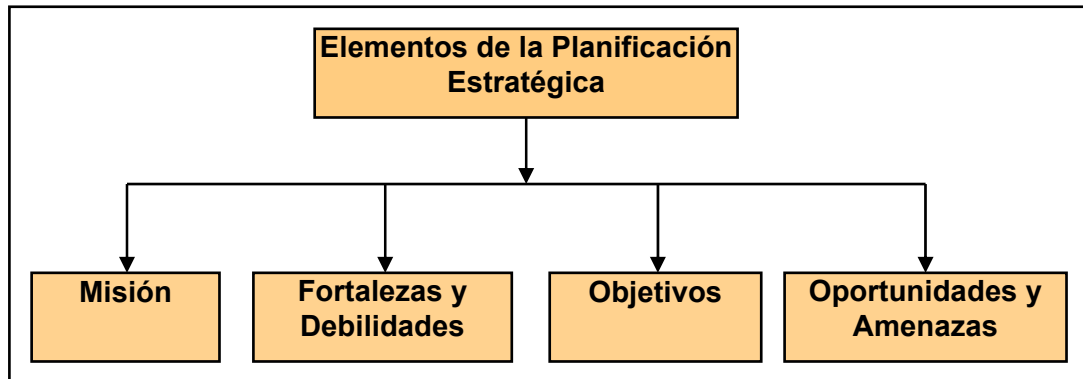 Elementos de la Planificación
Estratégica
Misión
Fortalezas y
Debilidades
Objetivos
Oportunidades y
Amenazas